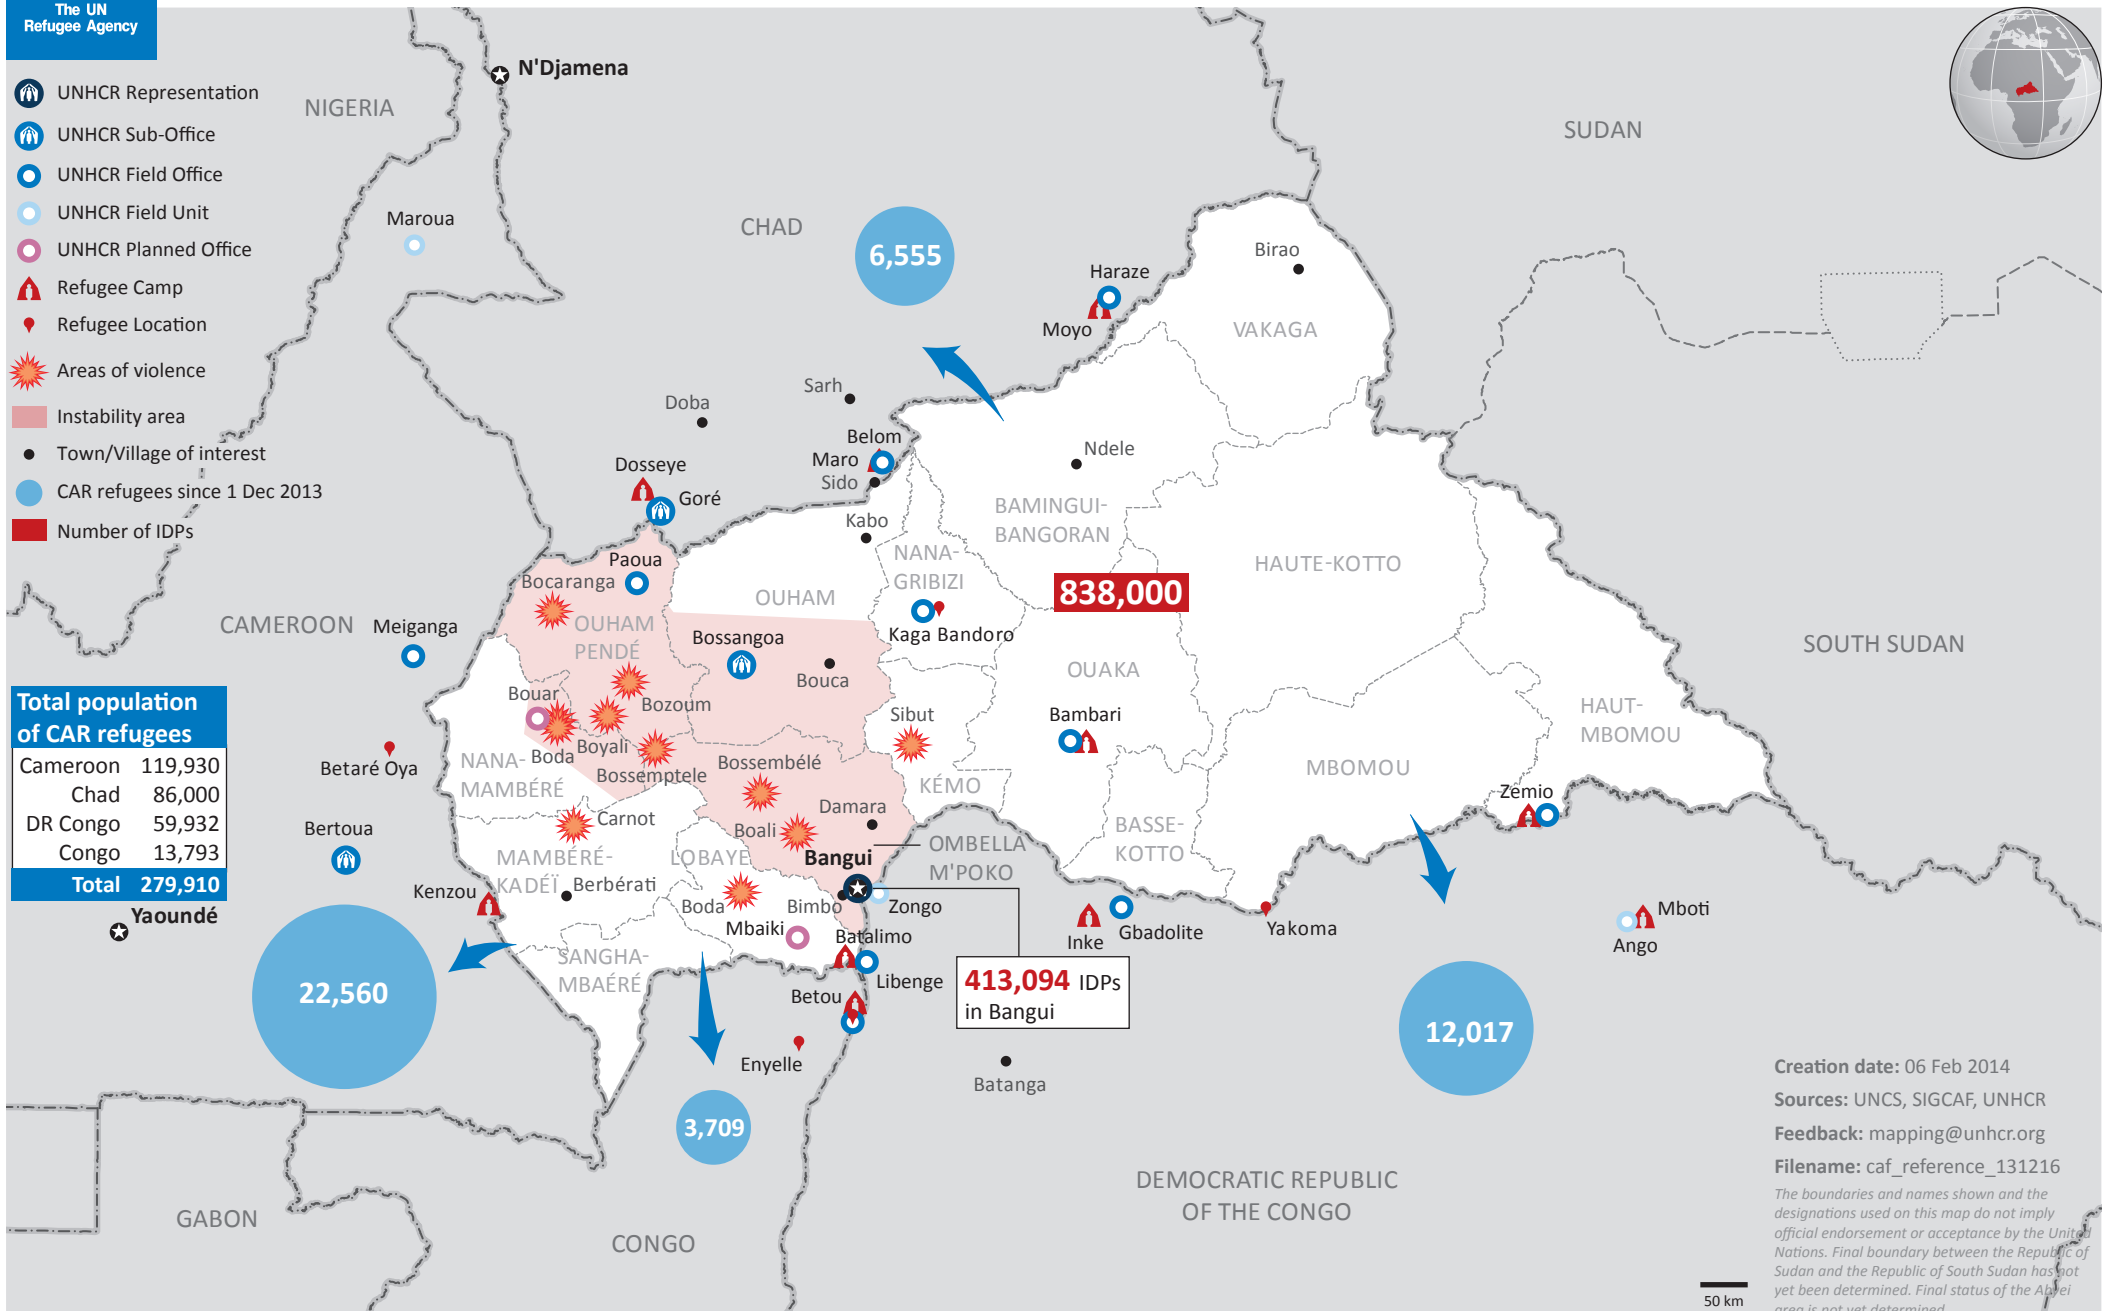 The UN
Refugee Agency
UNHCR Representation
UNHCR Sub-Office
UNHCR Field Office
UNHCR Field Unit
UNHCR Planned Office
Refugee Camp
Refugee Location
Areas of violence
Instability area
Town/Village of interest
CAR refugees since 1 Dec 2013
Number of IDPs
N'Djamena
NIGERIA
SUDAN
Maroua
CHAD
6,555
Birao
Haraze
Moyo
VAKAGA
Sarh
Doba
Belom
Maro
Sido
Ndele
Dosseye
Goré
BAMINGUI-
BANGORAN
Kabo
NANA-
GRIBIZI
HAUTE-KOTTO
Paoua
Bocaranga
838,000
OUHAM
CAMEROON
Meiganga
OUHAM
PENDÉ
Bossangoa
Kaga Bandoro
SOUTH SUDAN
OUAKA
Bouca
Bouar
Bozoum
Sibut
Bambari
HAUT-
MBOMOU
Total population
of CAR refugees
Cameroon 119,930
Chad 86,000
DR Congo 59,932
Congo 13,793
Total 279,910
Betaré Oya
NANA-
MAMBÉRÉ
Boda
Boyali
Bossemptele
Bossembélé
KÉMO
MBOMOU
Zemio
Damara
Carnot
Boali
BASSE-
KOTTO
Bertoua
OMBELLA
M'POKO
MAMBÉRÉ-
KADÉÏ
LOBAYE
Bangui
Kenzou
Berbérati
Boda
Bimbo
Zongo
Yaoundé
Mbaiki
Batalimo
Inke
Gbadolite
Yakoma
Mboti
Ango
SANGHA-
MBAÉRÉ
Libenge
413,094 IDPs
in Bangui
22,560
Betou
12,017
Enyelle
Batanga
3,709
DEMOCRATIC REPUBLIC
OF THE CONGO
GABON
CONGO
Creation date: 06 Feb 2014
Sources: UNCS, SIGCAF, UNHCR
Feedback: mapping@unhcr.org
Filename: caf_reference_131216
The boundaries and names shown and the
designations used on this map do not imply
official endorsement or acceptance by the United
Nations. Final boundary between the Republic of
Sudan and the Republic of South Sudan has not
yet been determined. Final status of the Abyei
area is not yet determined.
50 km